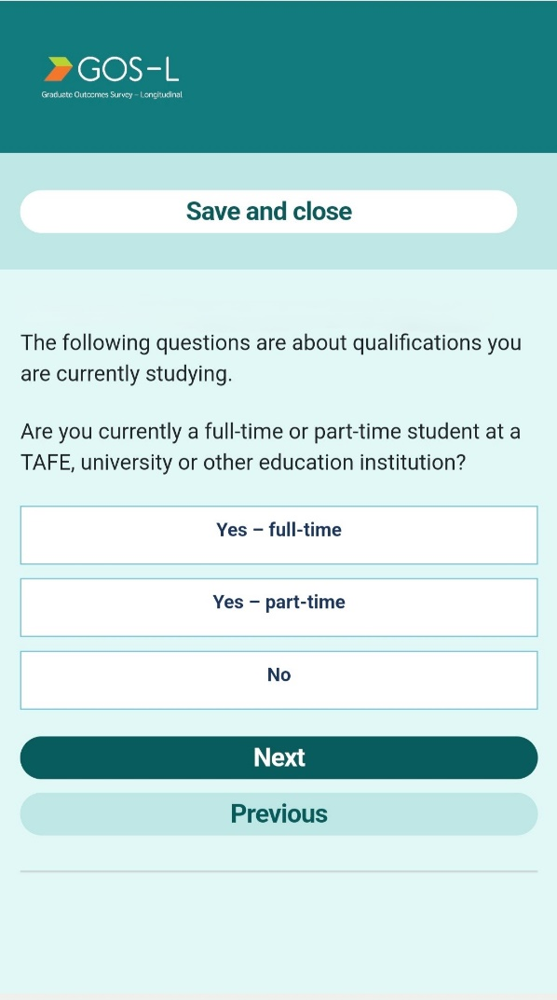 GOS-L
Graduate Outcomes Survey – Longitudinal
Save and close
The following questions are about qualifications you
are currently studying.
Are you currently a full-time or part-time student at a
TAFE, university or other education institution?
Yes – full-time
Yes – part-time
No
Next
Previous